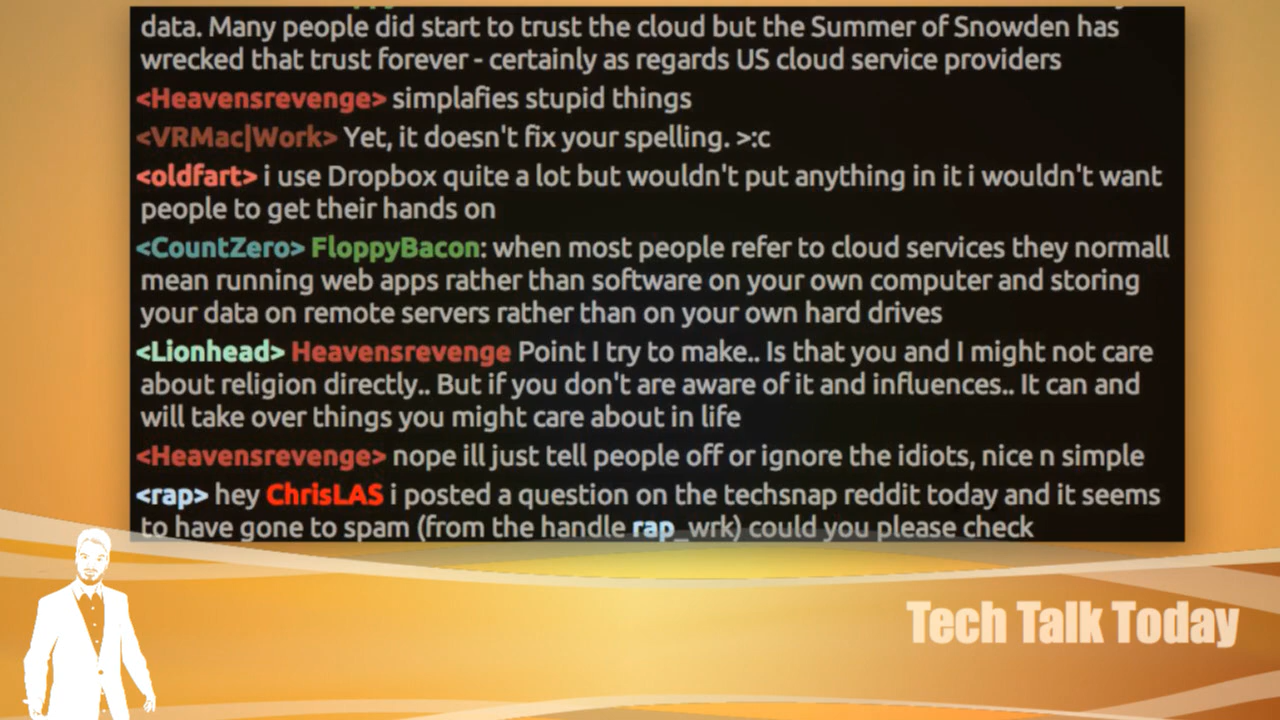 data. Many people did start to trust the cloud but the Summer of Snowden has
wrecked that trust forever - certainly as regards US cloud service providers
<Heavensrevenge> simplafies stupid things
<VRMac|Work> Yet, it doesn't fix your spelling. >:c
<oldfart> i use Dropbox quite a lot but wouldn't put anything in it i wouldn't want
people to get their hands on
<CountZero> FloppyBacon: when most people refer to cloud services they normall
mean running web apps rather than software on your own computer and storing
your data on remote servers rather than on your own hard drives
<Lionhead> Heavensrevenge Point I try to make.. Is that you and I might not care
about religion directly.. But if you don't are aware of it and influences.. It can and
will take over things you might care about in life
<Heavensrevenge> nope ill just tell people off or ignore the idiots, nice n simple
<rap> hey ChrisLAS i posted a question on the techsnap reddit today and it seems
to have gone to spam (from the handle rap_wrk) could you please check
Tech Talk Today